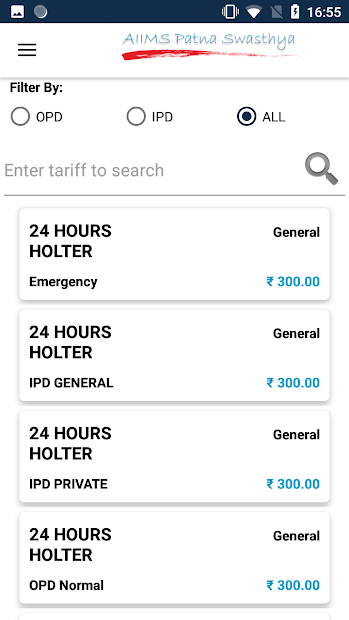 16:55
AIIMS Patna Swasthya
Filter By:
OPD IPD ALL
Enter tariff to search
24 HOURS HOLTER General
Emergency ₹ 300.00
24 HOURS HOLTER General
IPD GENERAL ₹ 300.00
24 HOURS HOLTER General
IPD PRIVATE ₹ 300.00
24 HOURS HOLTER General
OPD Normal ₹ 300.00